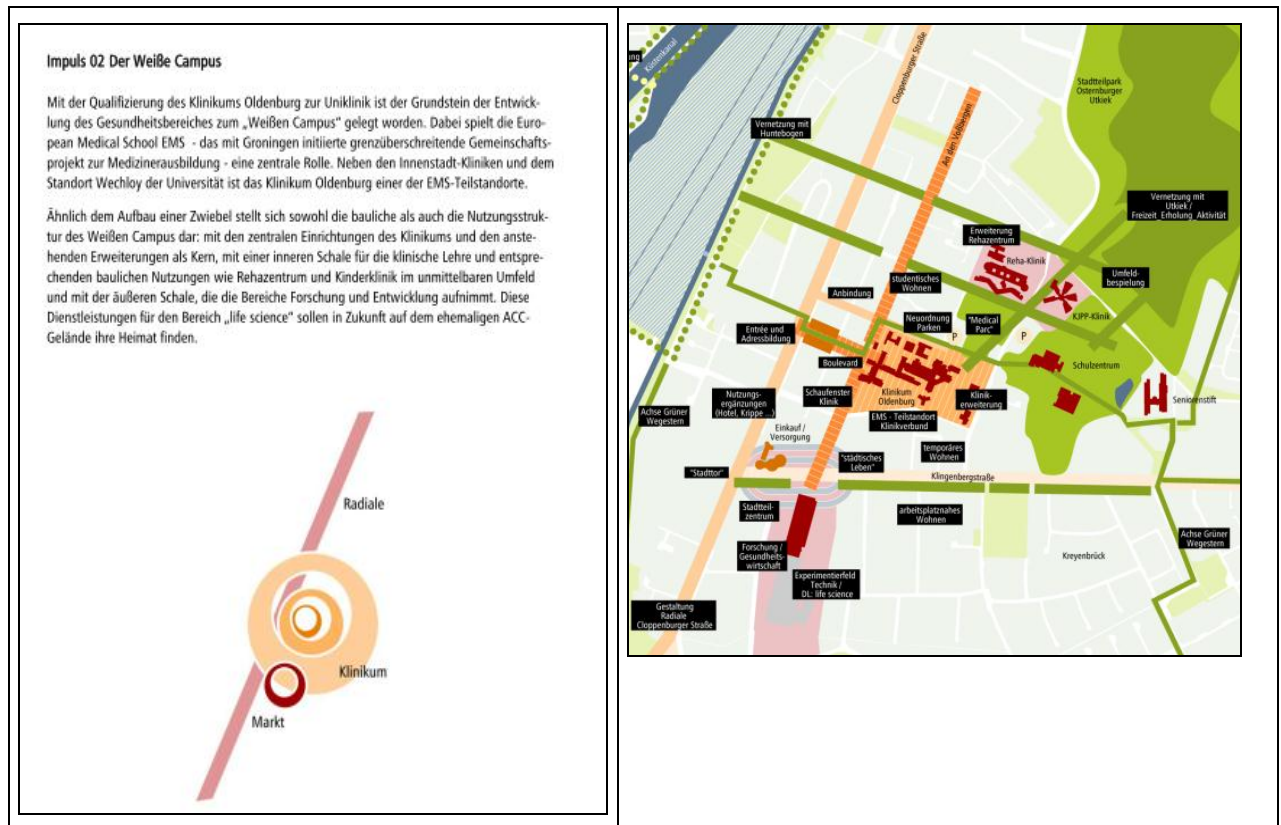 Impuls 02 Der Weiße Campus
Mit der Qualifizierung des Klinikums Oldenburg zur Uniklinik ist der Grundstein der Entwick-
lung des Gesundheitsbereiches zum „Weißen Campus" gelegt worden. Dabei spielt die Euro-
pean Medical School EMS - das mit Groningen initiierte grenzüberschreitende Gemeinschafts-
projekt zur Medizinerausbildung - eine zentrale Rolle. Neben den Innenstadt-Kliniken und dem
Standort Wechloy der Universität ist das Klinikum Oldenburg einer der EMS-Teilstandorte.
Ähnlich dem Aufbau einer Zwiebel stellt sich sowohl die bauliche als auch die Nutzungsstruk-
tur des Weißen Campus dar: mit den zentralen Einrichtungen des Klinikums und den anste-
henden Erweiterungen als Kern, mit einer inneren Schale für die klinische Lehre und entspre-
chenden baulichen Nutzungen wie Rehazentrum und Kinderklinik im unmittelbaren Umfeld
und mit der äußeren Schale, die die Bereiche Forschung und Entwicklung aufnimmt. Diese
Dienstleistungen für den Bereich „life science" sollen in Zukunft auf dem ehemaligen ACC-
Gelände ihre Heimat finden.
Radiale
Klinikum
Markt
Küstenkanal
Cloppenburger Straße
An den Voßbergen
Stadtteilpark
Osternburger
Utkiek
Vernetzung mit
Huntebogen
Vernetzung mit
Utkiek /
Freizeit_Erholung_Aktivität
Erweiterung
Rehazentrum
Reha-Klinik
Umfeld-
bespielung
studentisches
Wohnen
Anbindung
KJPP-Klinik
Neuordnung
Parken
"Medical
Parc"
P
P
Entrée und
Adressbildung
Boulevard
Schulzentrum
Klinikum
Oldenburg
Schaufenster
Klinik
Klinik-
erweiterung
Seniorenstift
Nutzungs-
ergänzungen
(Hotel, Krippe ...)
Achse Grüner
Wegestern
EMS - Teilstandort
Klinikverbund
Einkauf /
Versorgung
temporäres
Wohnen
"städtisches
Leben"
"Stadttor"
Klingenbergstraße
Stadtteil-
zentrum
arbeitsplatznahes
Wohnen
Achse Grüner
Wegestern
Forschung /
Gesundheits-
wirtschaft
Kreyenbrück
Experimentierfeld
Technik /
DL: life science
Gestaltung
Radiale
Cloppenburger Straße